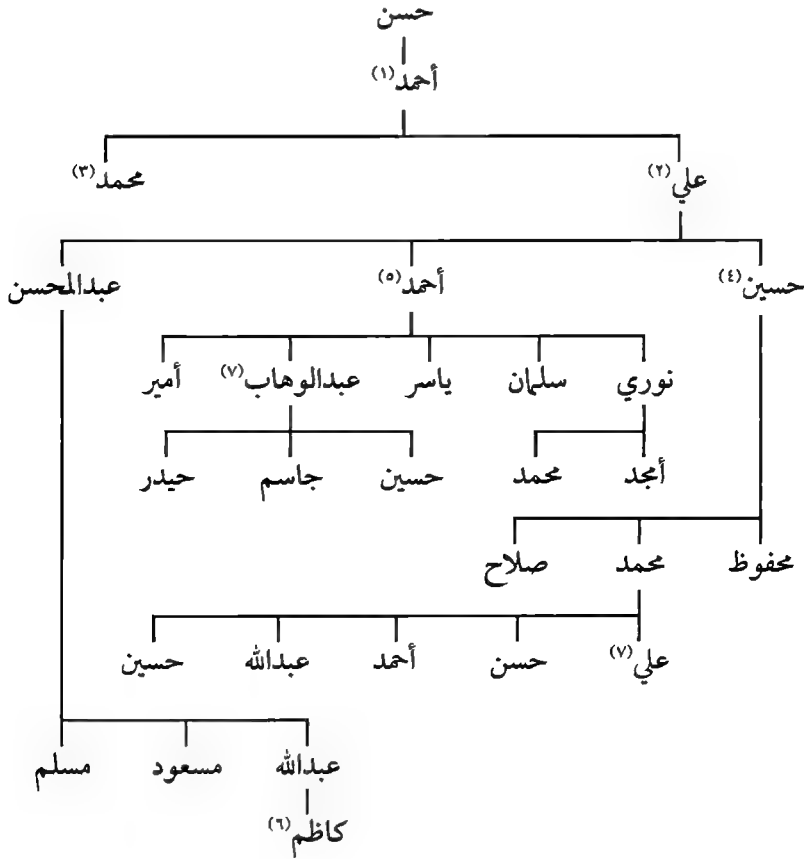 حسن
أحمد(١)
علي(٢) محمد(٣)
حسين(٤) أحمد(٥) عبدالمحسن
نوري سلمان ياسر عبدالوهاب(٧) أمير
أمجد محمد حسين جاسم حيدر
محفوظ محمد صلاح
علي(٧) حسن أحمد عبدالله حسين
عبدالله مسعود مسلم
كاظم(٦)